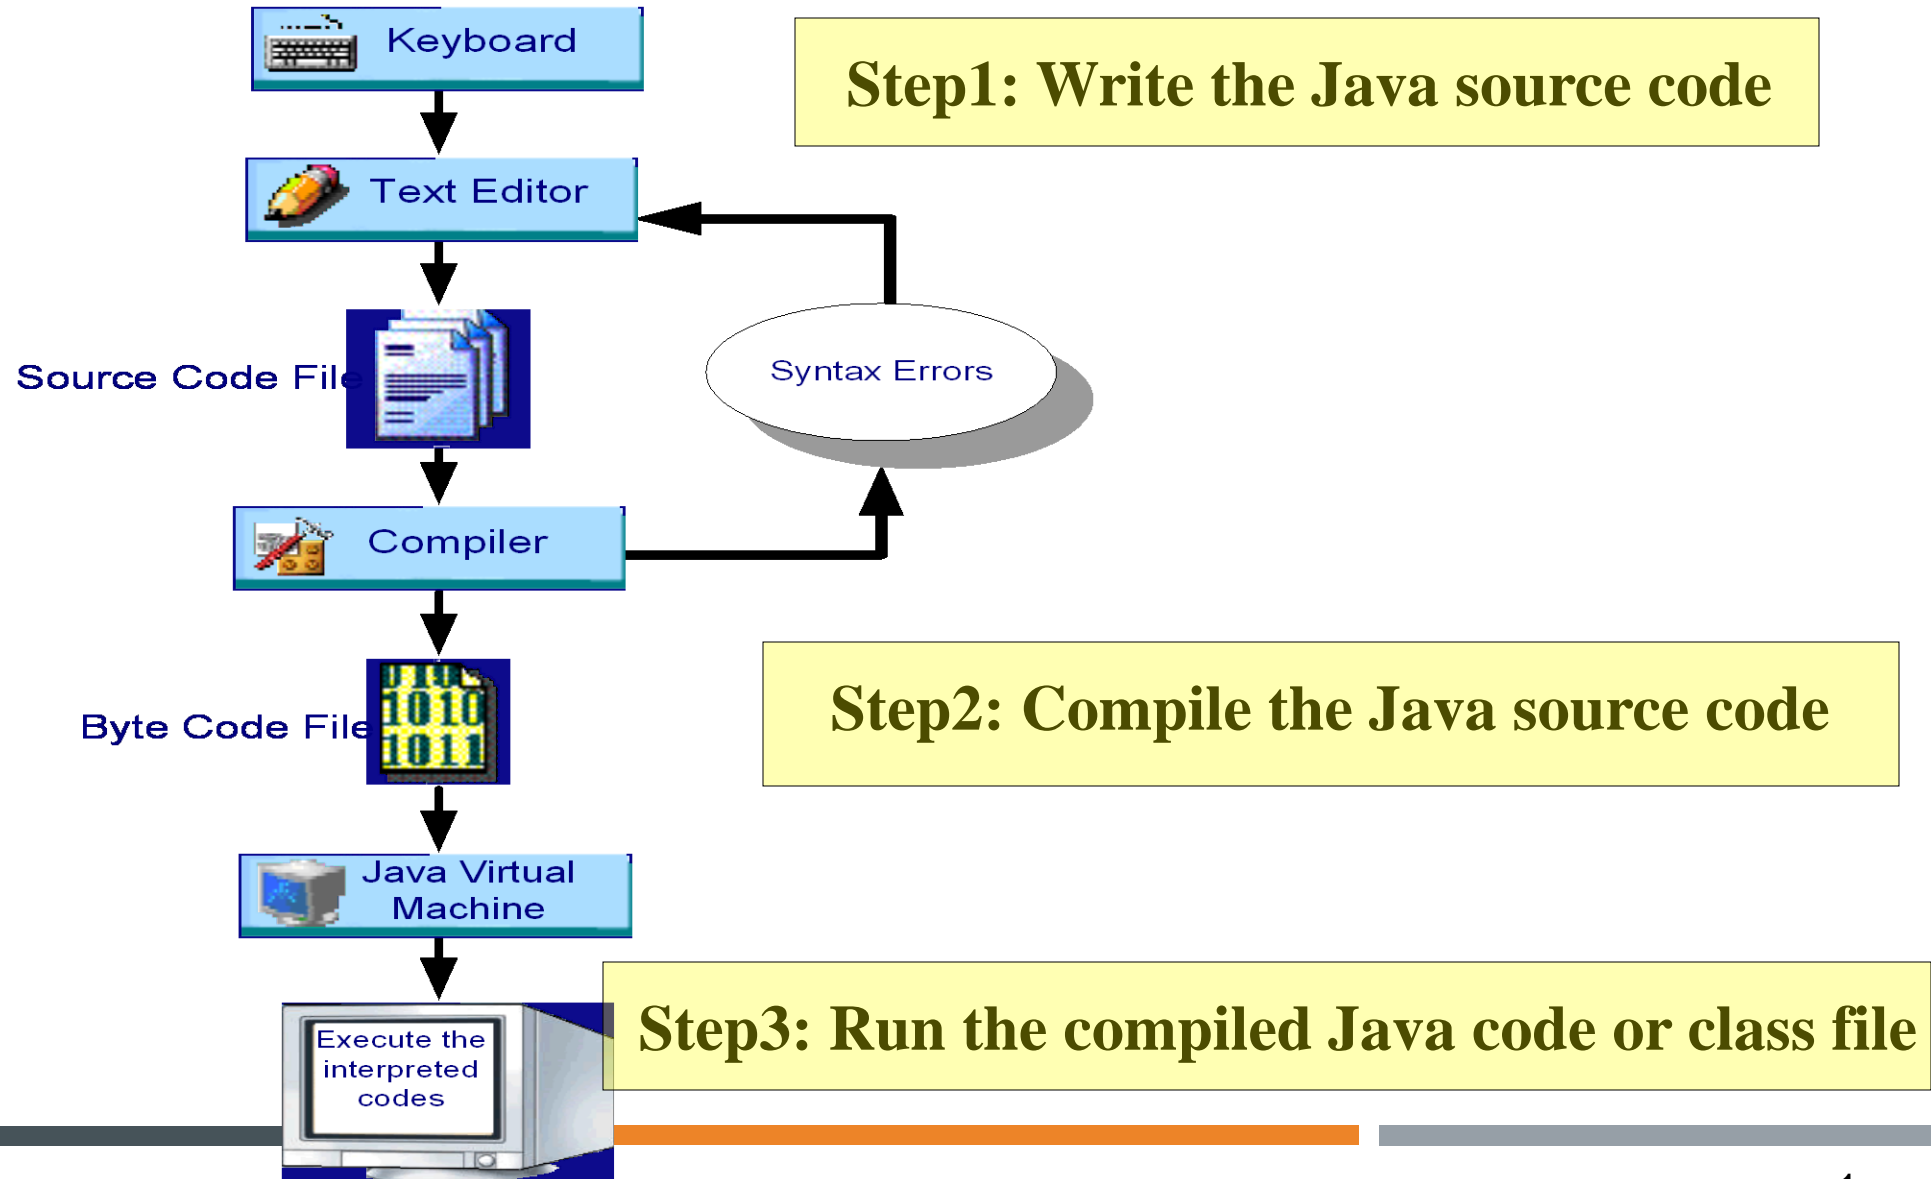 Keyboard
Step1: Write the Java source code
Text Editor
Source Code File
Syntax Errors
Compiler
Byte Code File
010
1010
1011
Step2: Compile the Java source code
Java Virtual
Machine
Step3: Run the compiled Java code or class file
Execute the
interpreted
codes